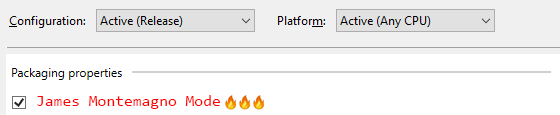 Configuration: Active (Release) Platform: Active (Any CPU)
Packaging properties
James Montemagno Mode🔥🔥🔥